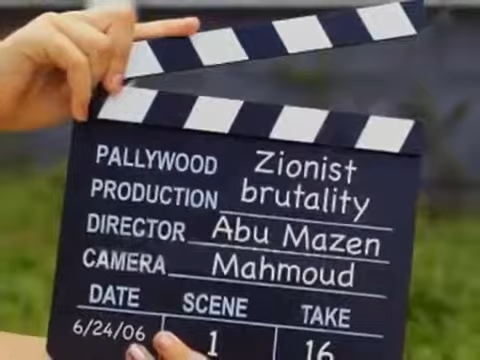 PALLYWOOD Zionist
PRODUCTION brutality
DIRECTOR Abu Mazen
CAMERA Mahmoud
DATE SCENE TAKE
6/24/06 1 16